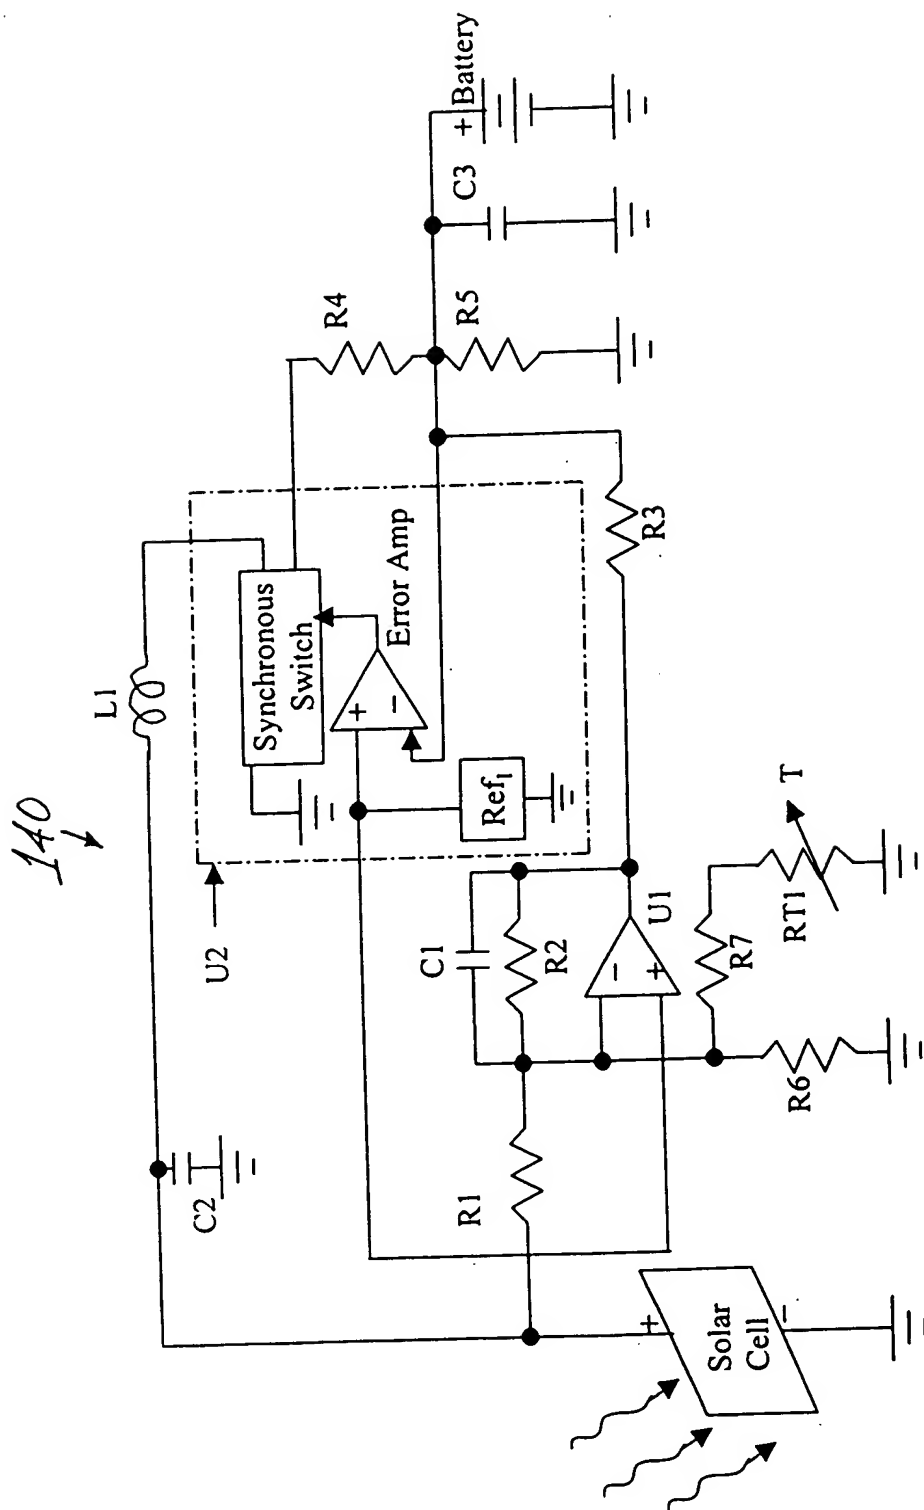 140
L1
C2
U2
Synchronous
Switch
+
-
Error Amp
Ref1
R4
R5
C3
+ Battery
R1
C1
R2
-
+
U1
R3
R7
R6
RT1
T
+
Solar
Cell
-